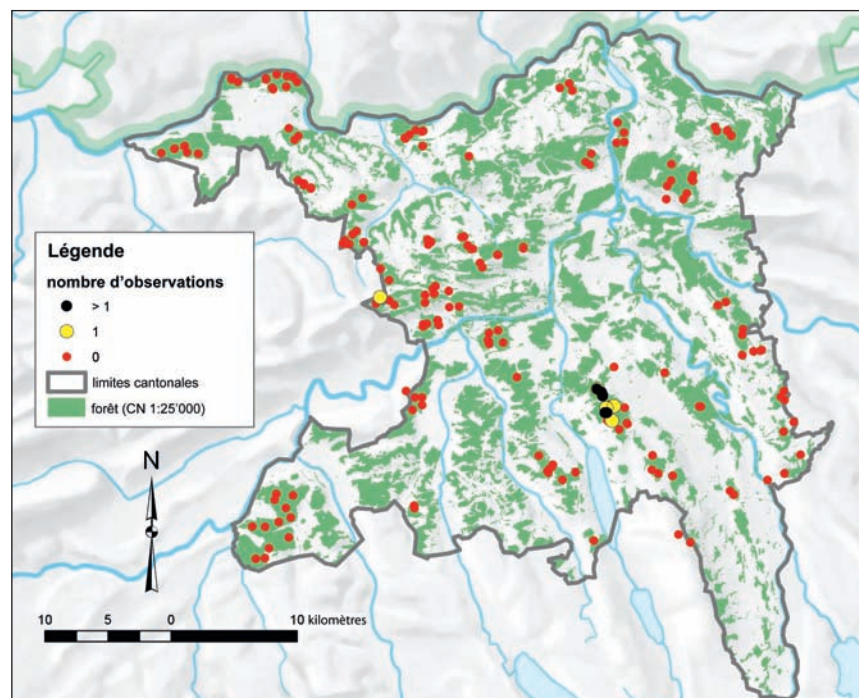 Légende
nombre d'observations
> 1
1
0
limites cantonales
forêt (CN 1:25'000)
N
10 5 0 10 kilomètres